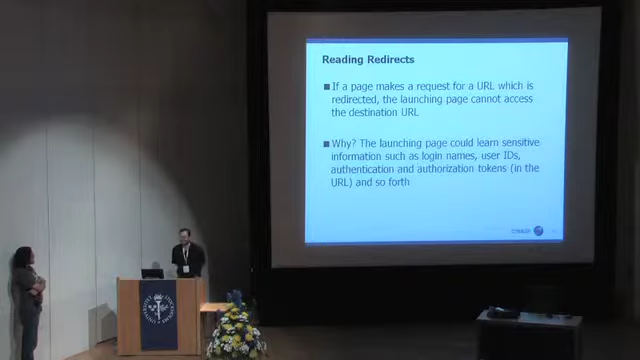 Reading Redirects
If a page makes a request for a URL which is
redirected, the launching page cannot access
the destination URL
Why? The launching page could learn sensitive
information such as login names, user IDs,
authentication and authorization tokens (in the
URL) and so forth